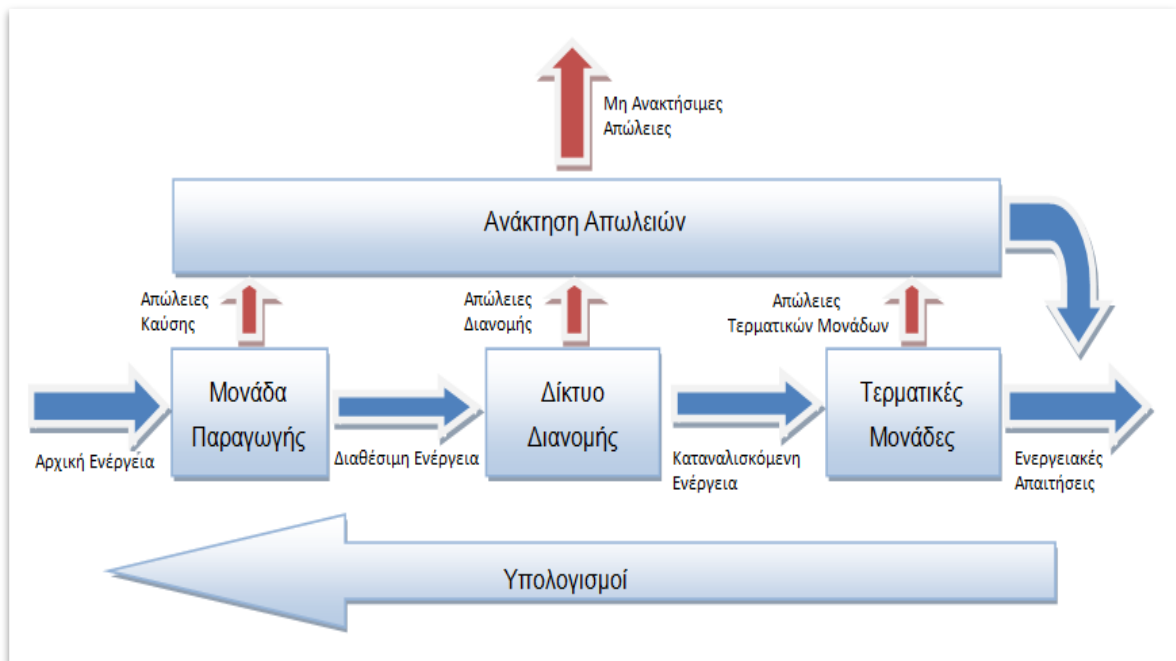 Μη Ανακτήσιμες
Απώλειες
Ανάκτηση Απωλειών
Απώλειες
Καύσης
Απώλειες
Διανομής
Απώλειες
Τερματικών Μονάδων
Μονάδα
Παραγωγής
Δίκτυο
Διανομής
Τερματικές
Μονάδες
Αρχική Ενέργεία
Διαθέσιμη Ενέργεια
Καταναλισκόμενη
Ενέργεια
Ενεργειακές
Απαιτήσεις
Υπολογισμοί